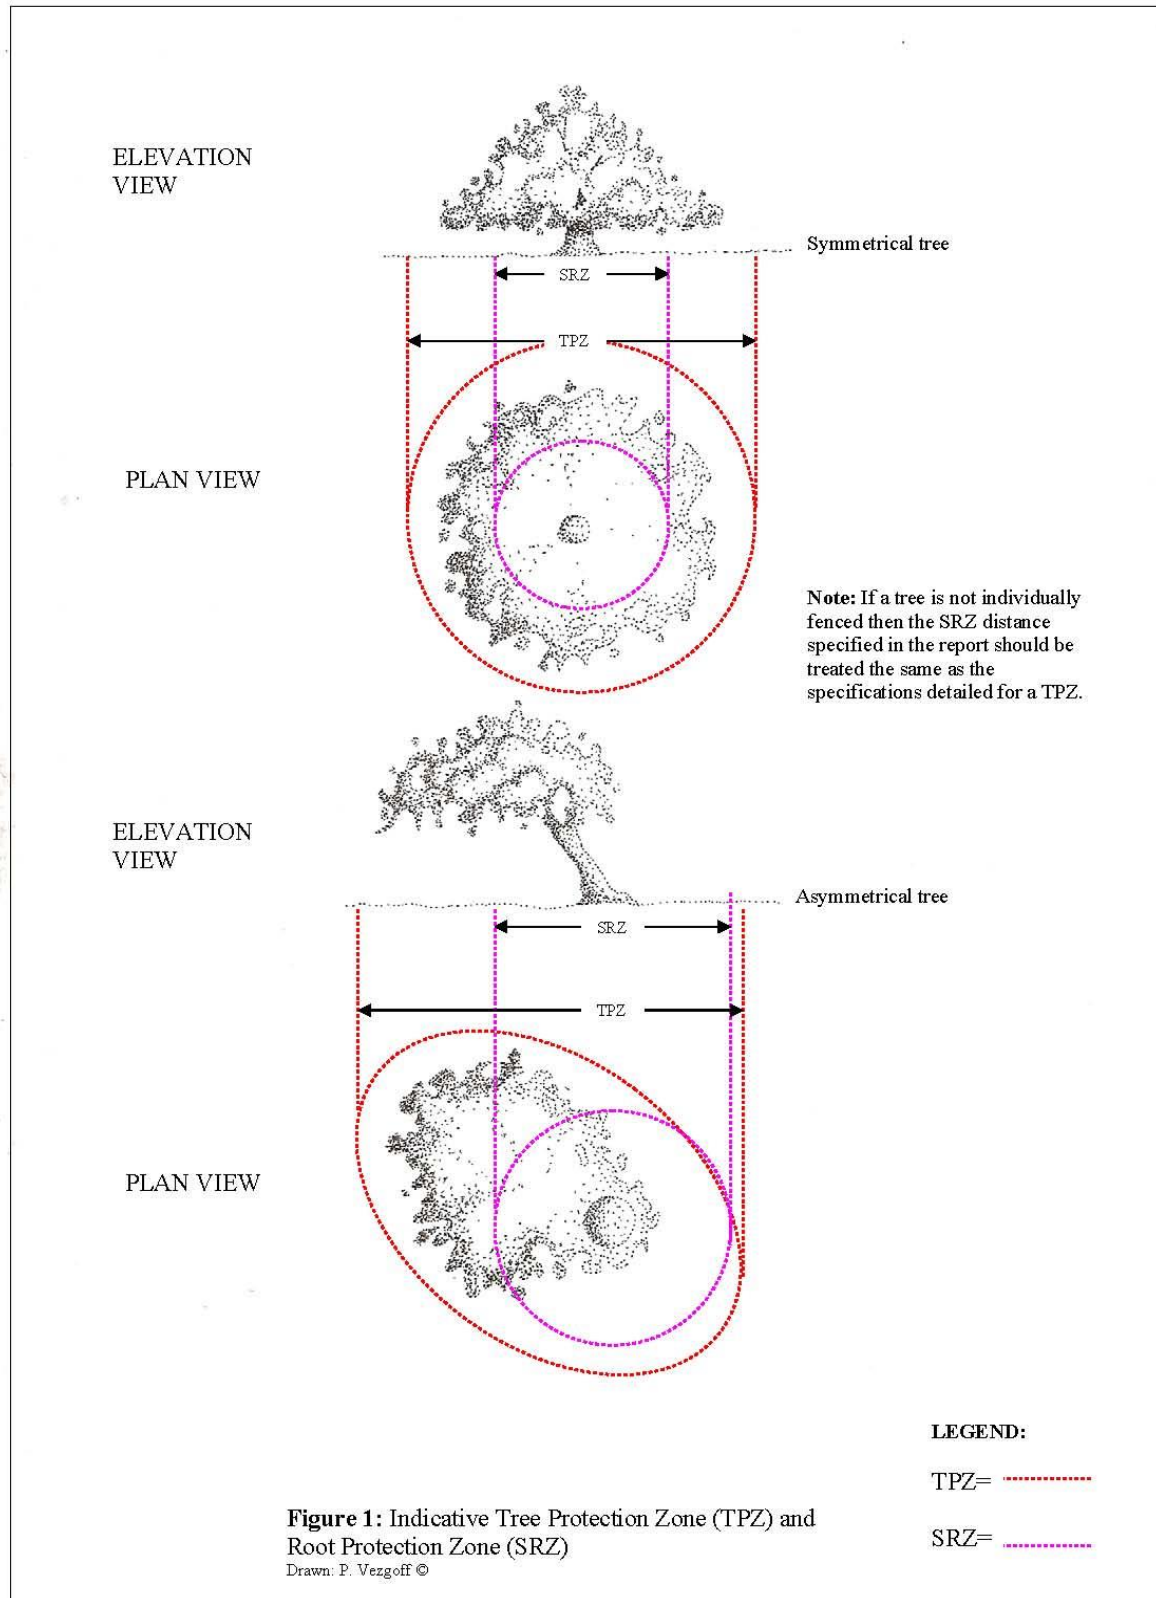 ELEVATION
VIEW
Symmetrical tree
SRZ
TPZ
PLAN VIEW
Note: If a tree is not individually
fenced then the SRZ distance
specified in the report should be
treated the same as the
specifications detailed for a TPZ.
ELEVATION
VIEW
Asymmetrical tree
SRZ
TPZ
PLAN VIEW
LEGEND:
TPZ=
SRZ=
Figure 1: Indicative Tree Protection Zone (TPZ) and
Root Protection Zone (SRZ)
Drawn: P. Vezgoff ©